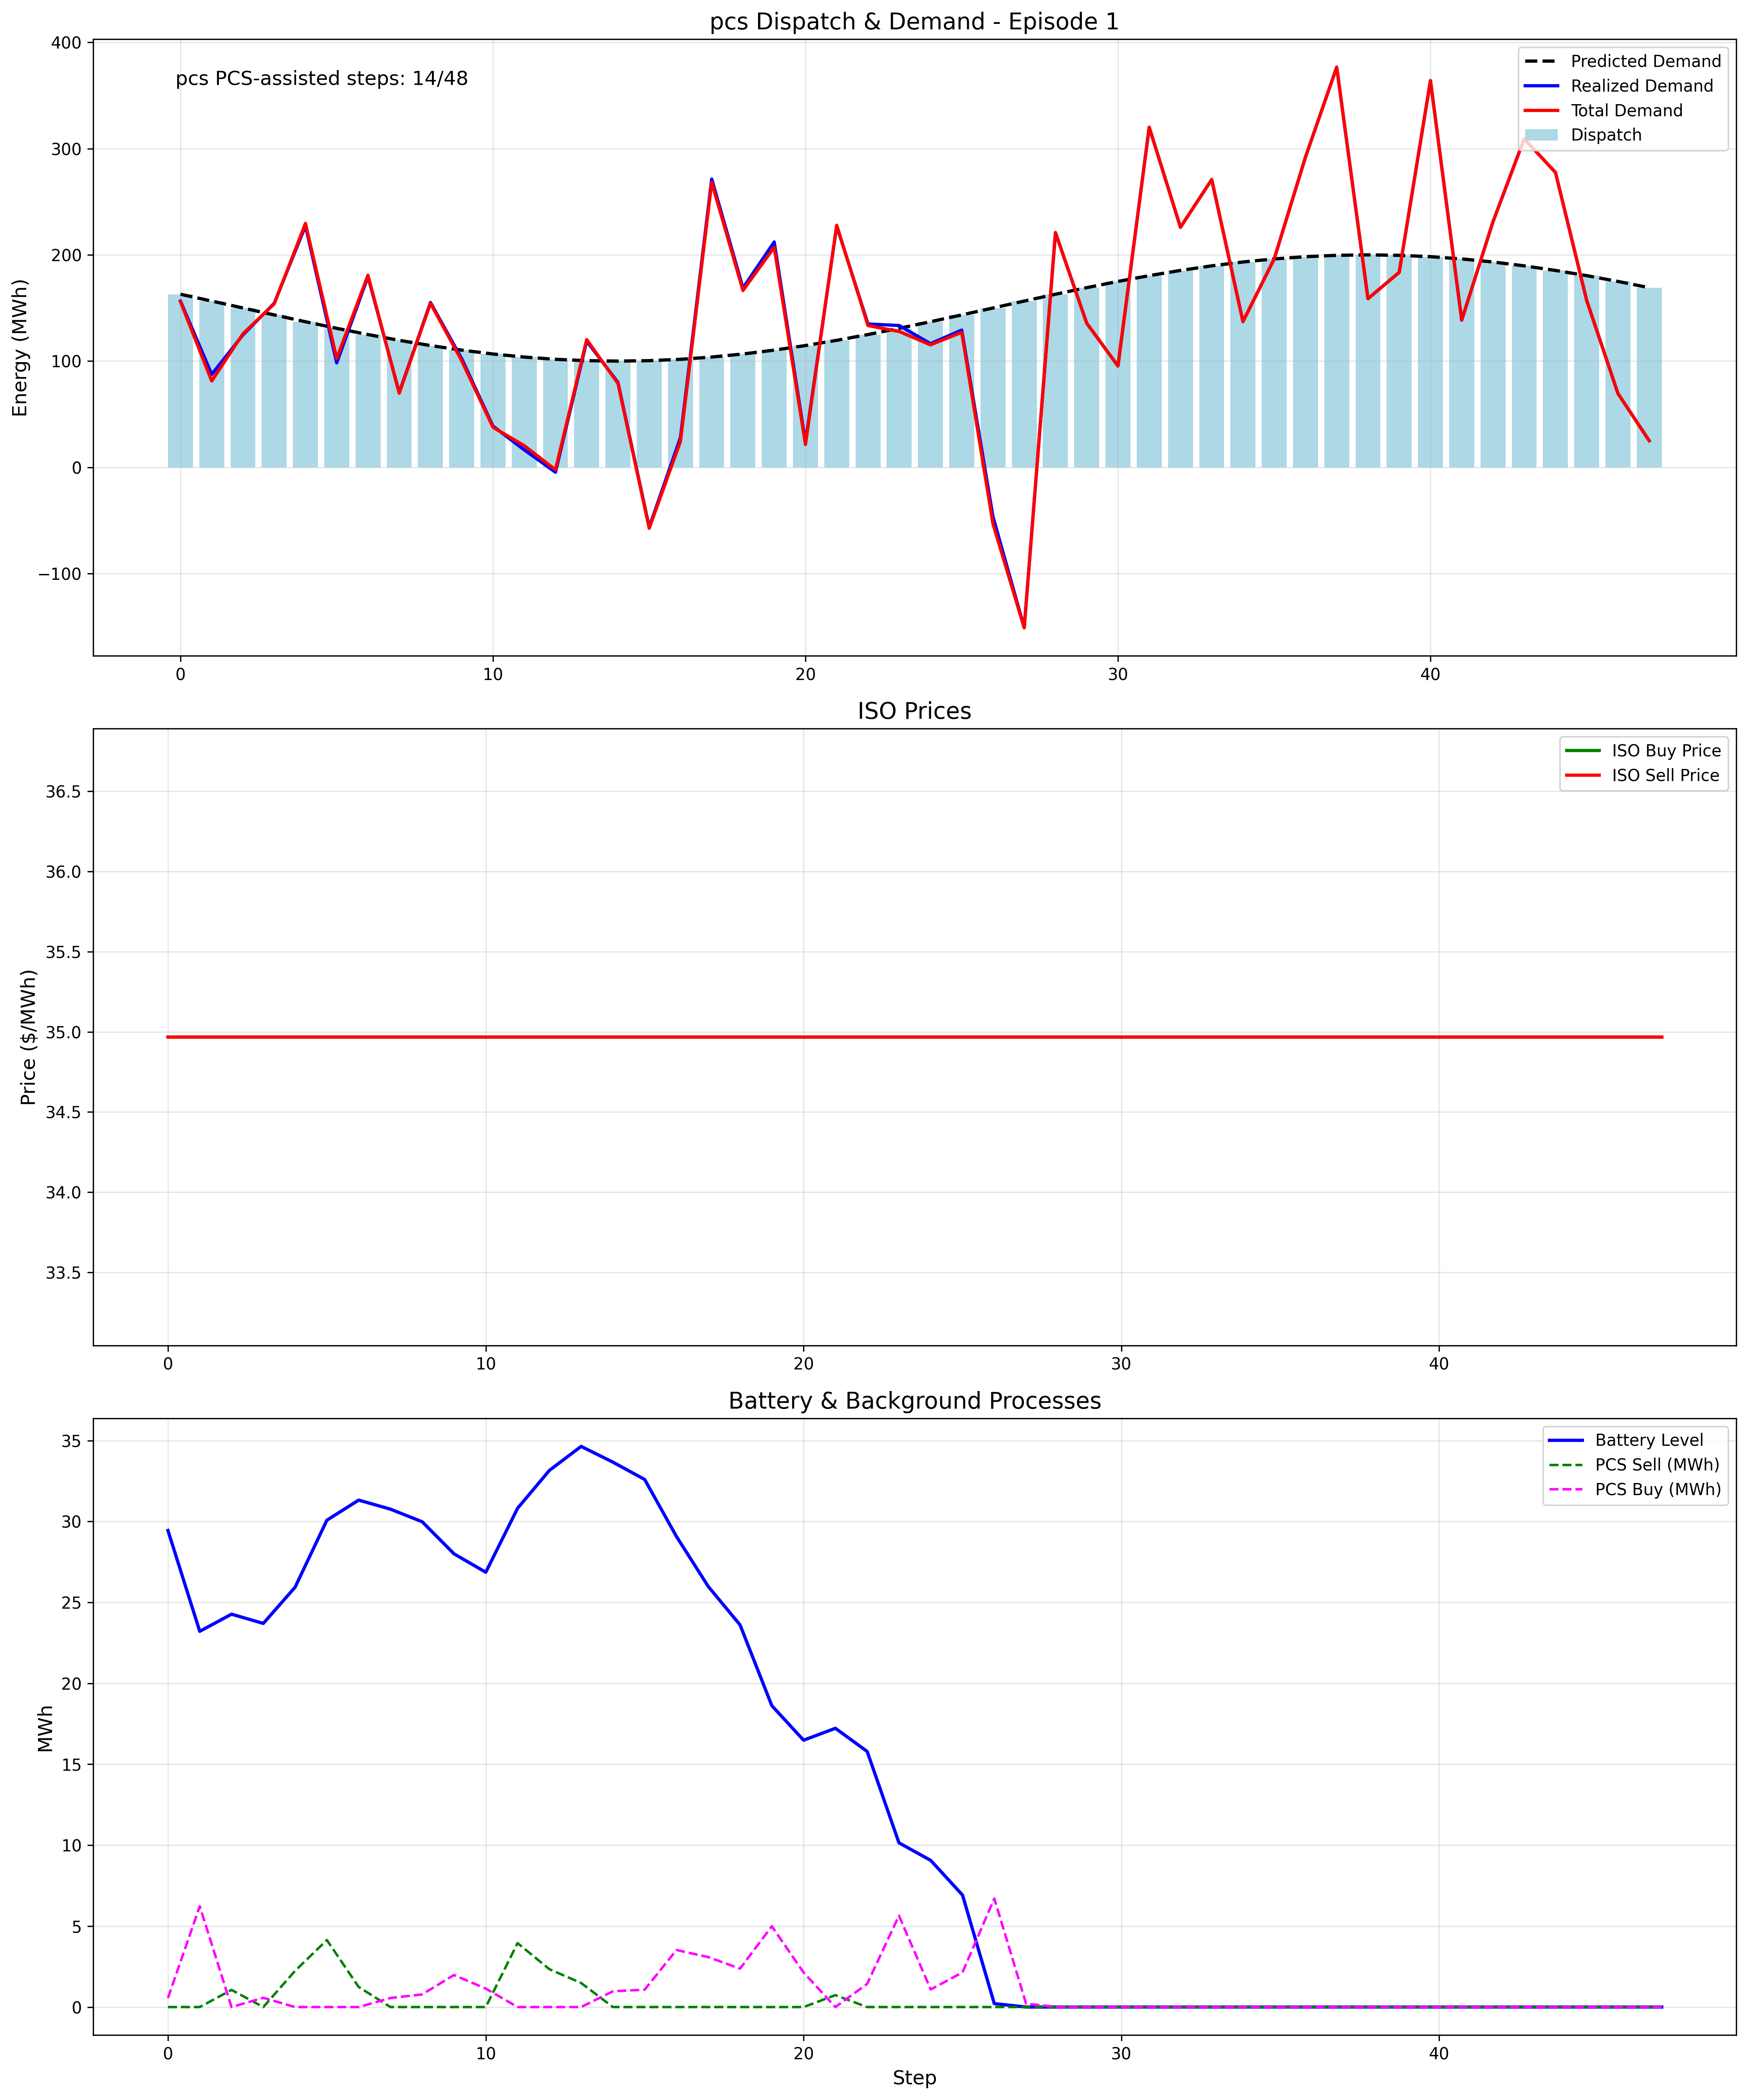 pcs Dispatch & Demand - Episode 1
pcs PCS-assisted steps: 14/48
Predicted Demand
Realized Demand
Total Demand
Dispatch
Energy (MWh)
400
300
200
100
0
−100
0 10 20 30 40
ISO Prices
ISO Buy Price
ISO Sell Price
Price ($/MWh)
36.5
36.0
35.5
35.0
34.5
34.0
33.5
0 10 20 30 40
Battery & Background Processes
Battery Level
PCS Sell (MWh)
PCS Buy (MWh)
MWh
35
30
25
20
15
10
5
0
0 10 20 30 40
Step